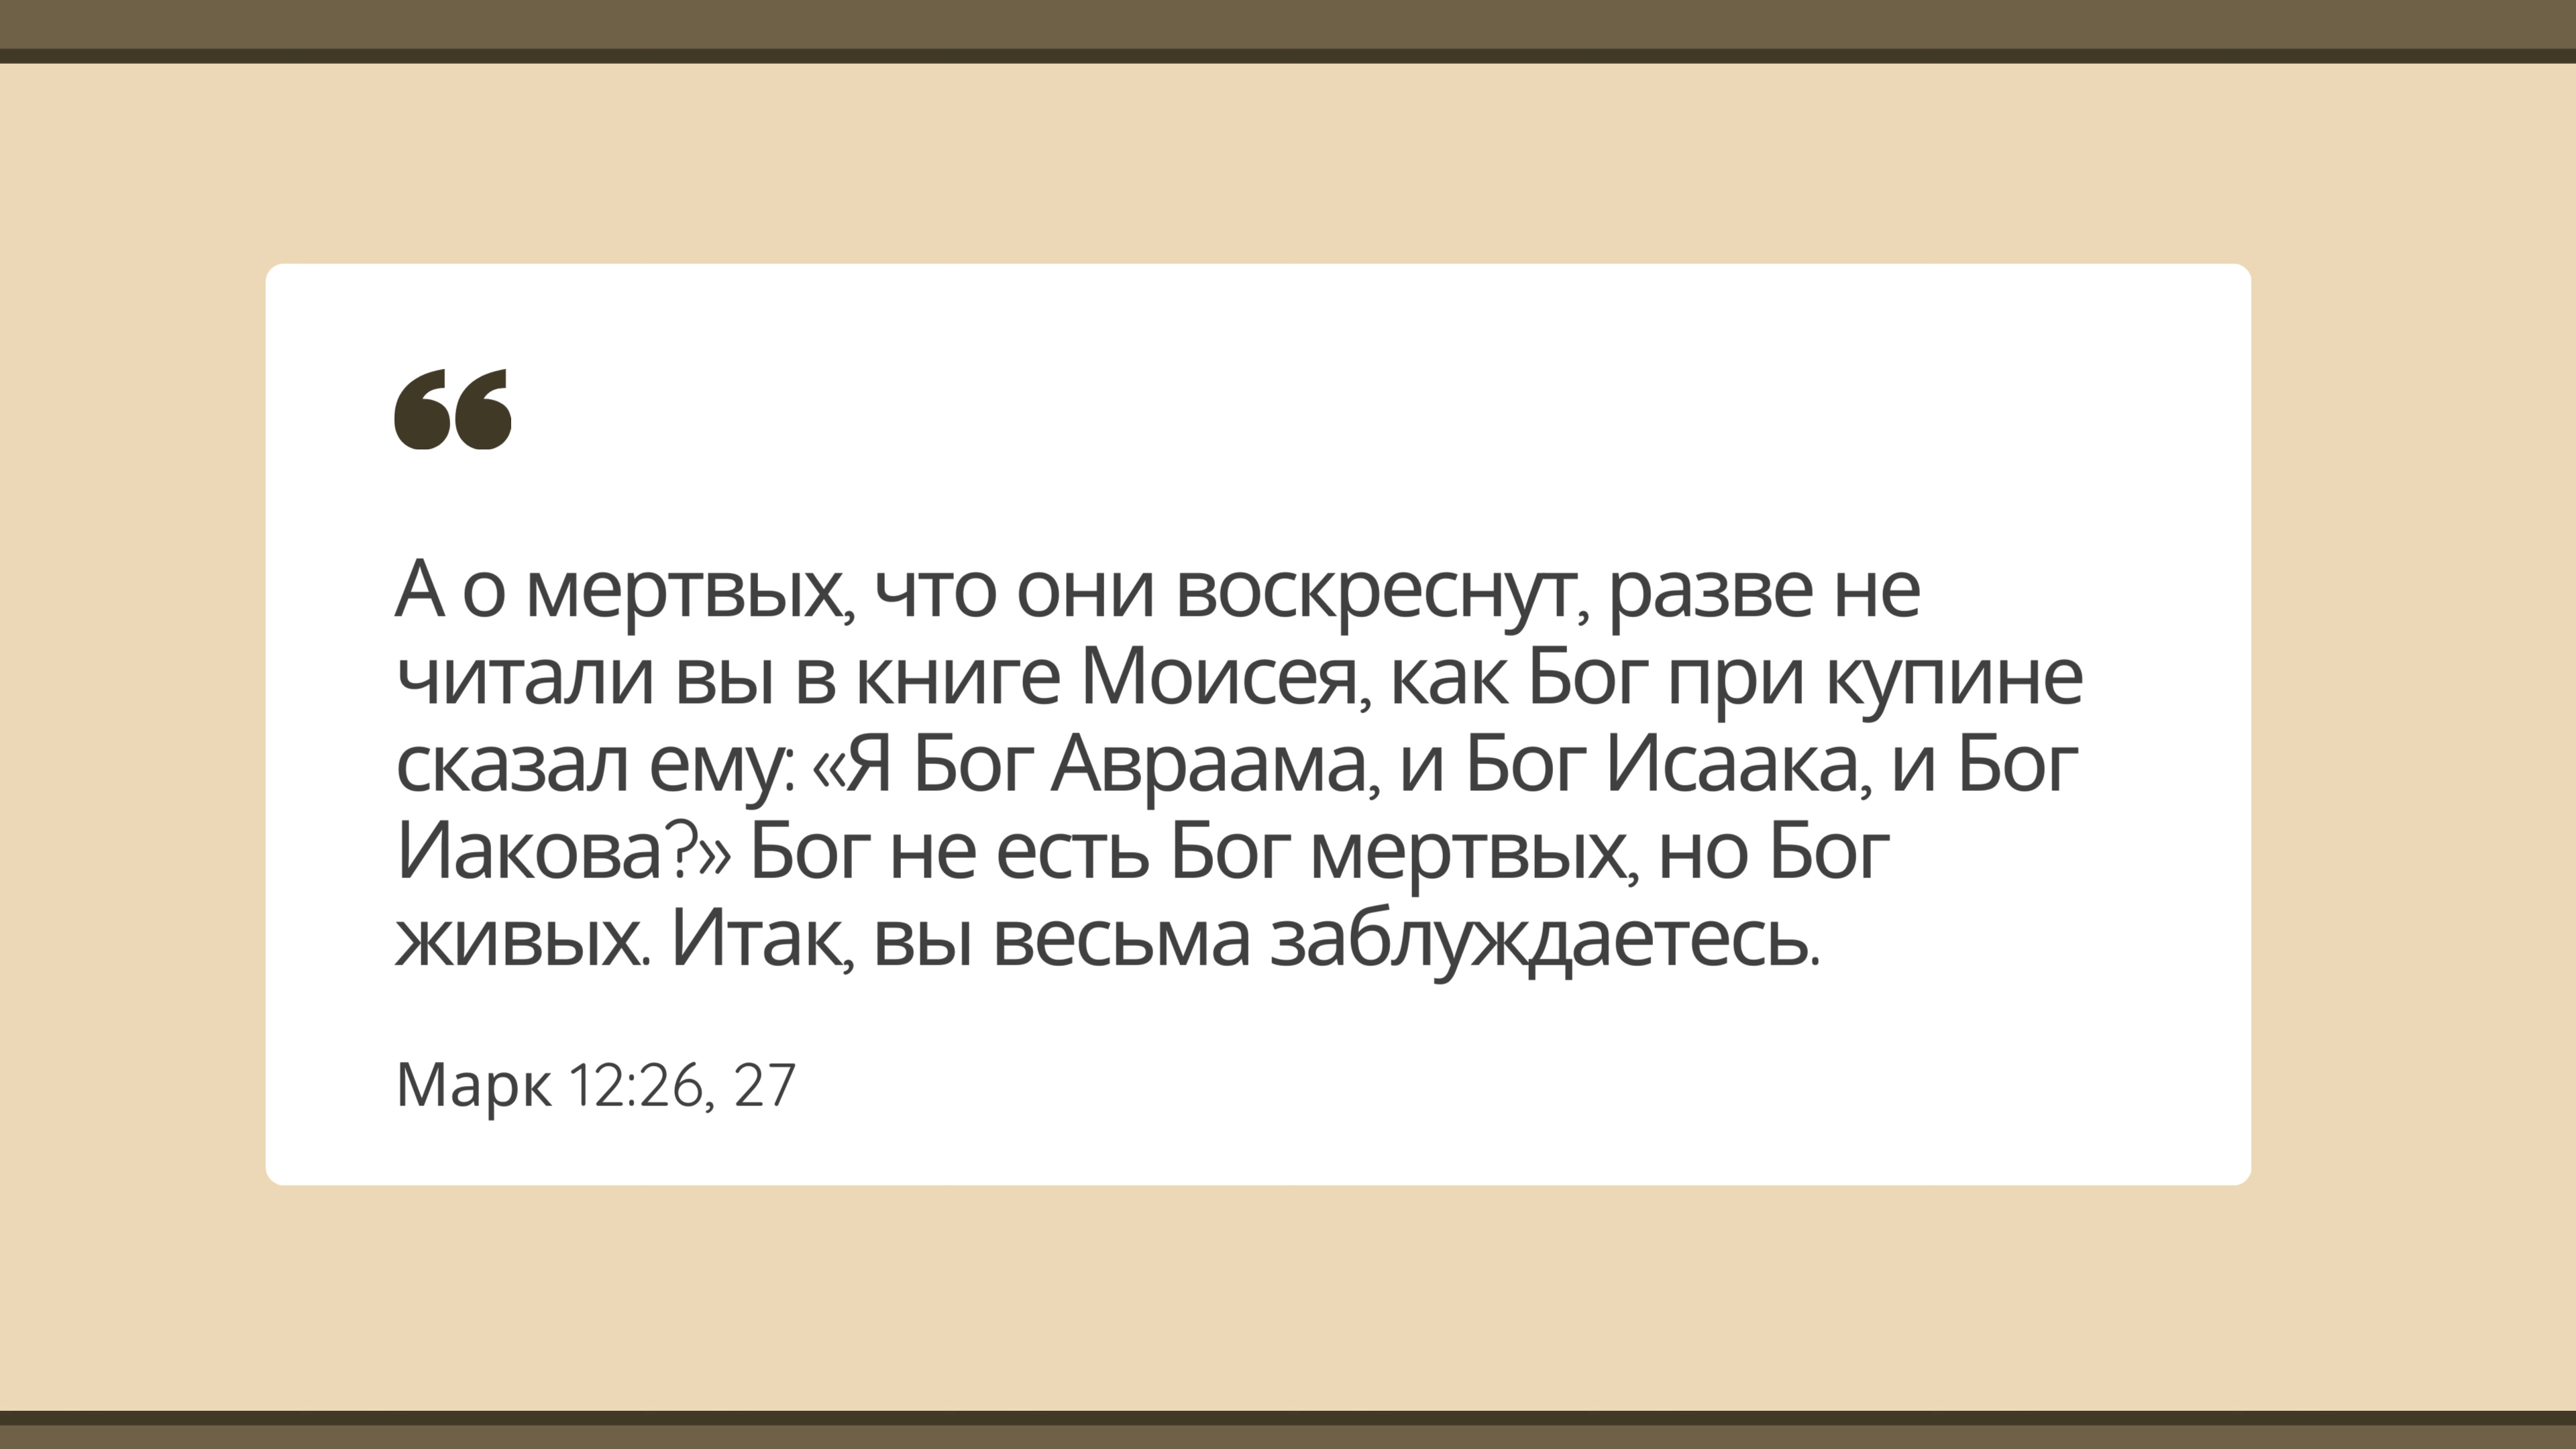 “
А о мертвых, что они воскреснут, разве не
читали вы в книге Моисея, как Бог при купине
сказал ему: «Я Бог Авраама, и Бог Исаака, и Бог
Иакова?» Бог не есть Бог мертвых, но Бог
живых. Итак, вы весьма заблуждаетесь.
Марк 12:26, 27